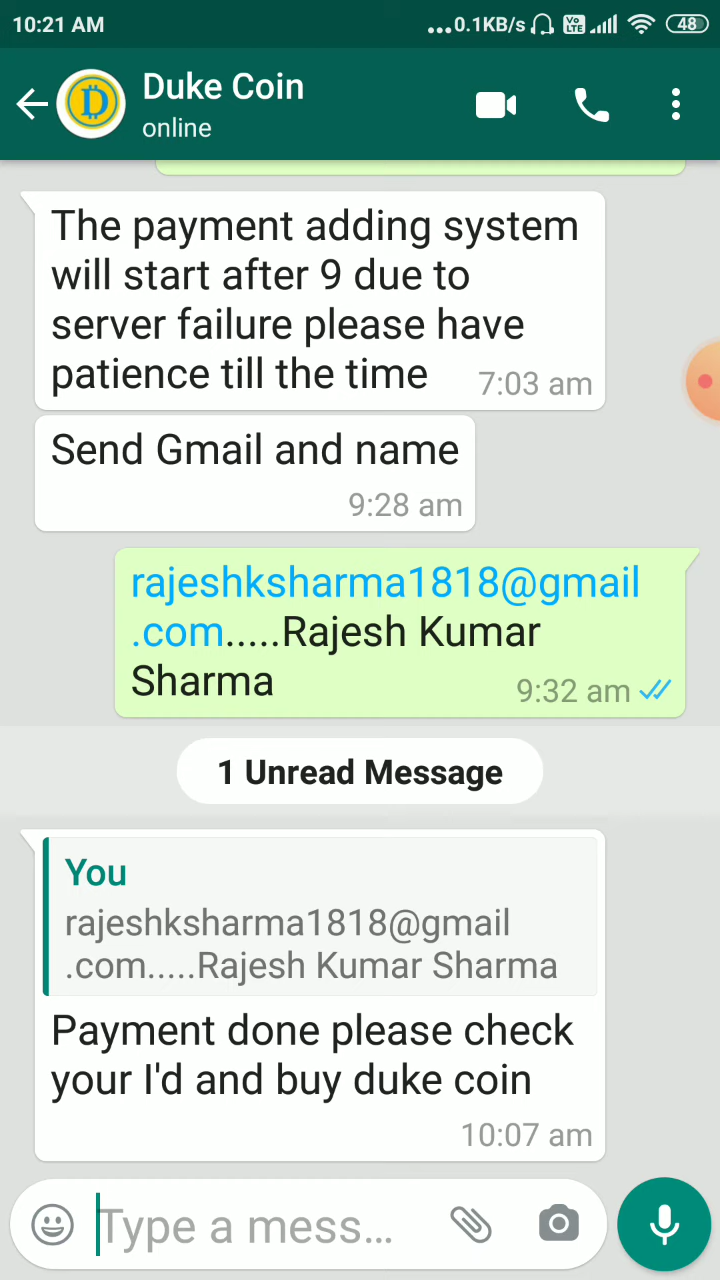 10:21 AM
...0.1KB/s Vo LTE 48
Duke Coin
online
The payment adding system
will start after 9 due to
server failure please have
patience till the time 7:03 am
Send Gmail and name
9:28 am
rajeshksharma1818@gmail
.com.....Rajesh Kumar
Sharma 9:32 am
1 Unread Message
You
rajeshksharma1818@gmail
.com.....Rajesh Kumar Sharma
Payment done please check
your I'd and buy duke coin
10:07 am
Type a mess...